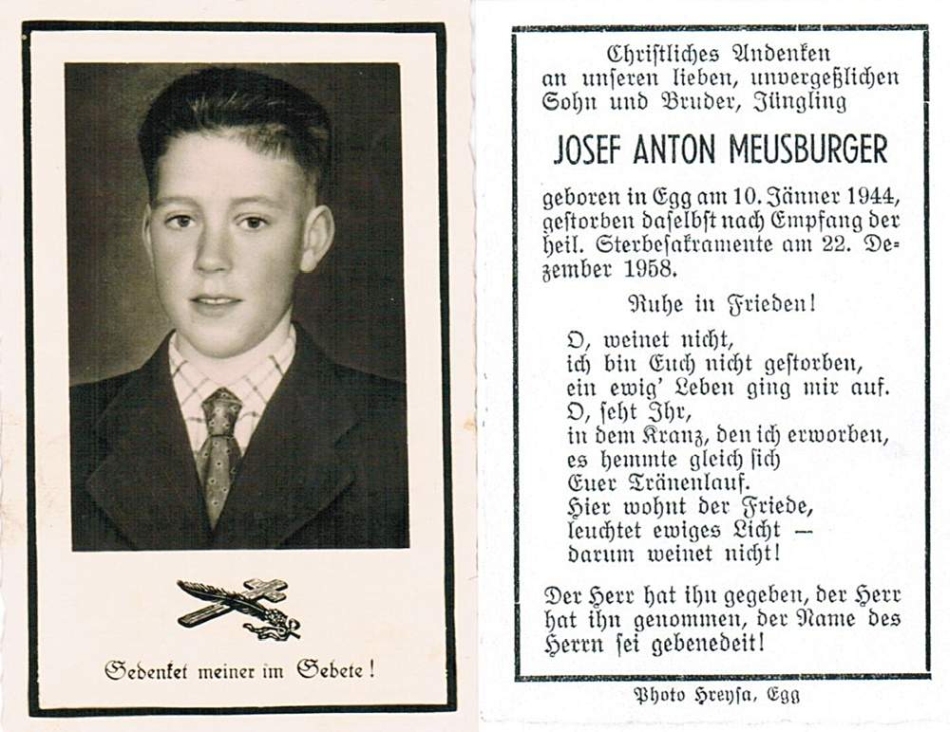 Gedenket meiner im Gebete!
Christliches Andenken
an unseren lieben, unvergeßlichen
Sohn und Bruder, Jüngling
JOSEF ANTON MEUSBURGER
geboren in Egg am 10. Jänner 1944,
gestorben daselbst nach Empfang der
heil. Sterbesakramente am 22. De=
zember 1958.
Ruhe in Frieden!
O, weinet nicht,
ich bin Euch nicht gestorben,
ein ewig' Leben ging mir auf.
O, seht Ihr,
in dem Kranz, den ich erworben,
es hemmte gleich sich
Euer Tränenlauf.
Hier wohnt der Friede,
leuchtet ewiges Licht —
darum weinet nicht!
Der Herr hat ihn gegeben, der Herr
hat ihn genommen, der Name des
Herrn sei gebenedeit!
Photo Hreysa, Egg